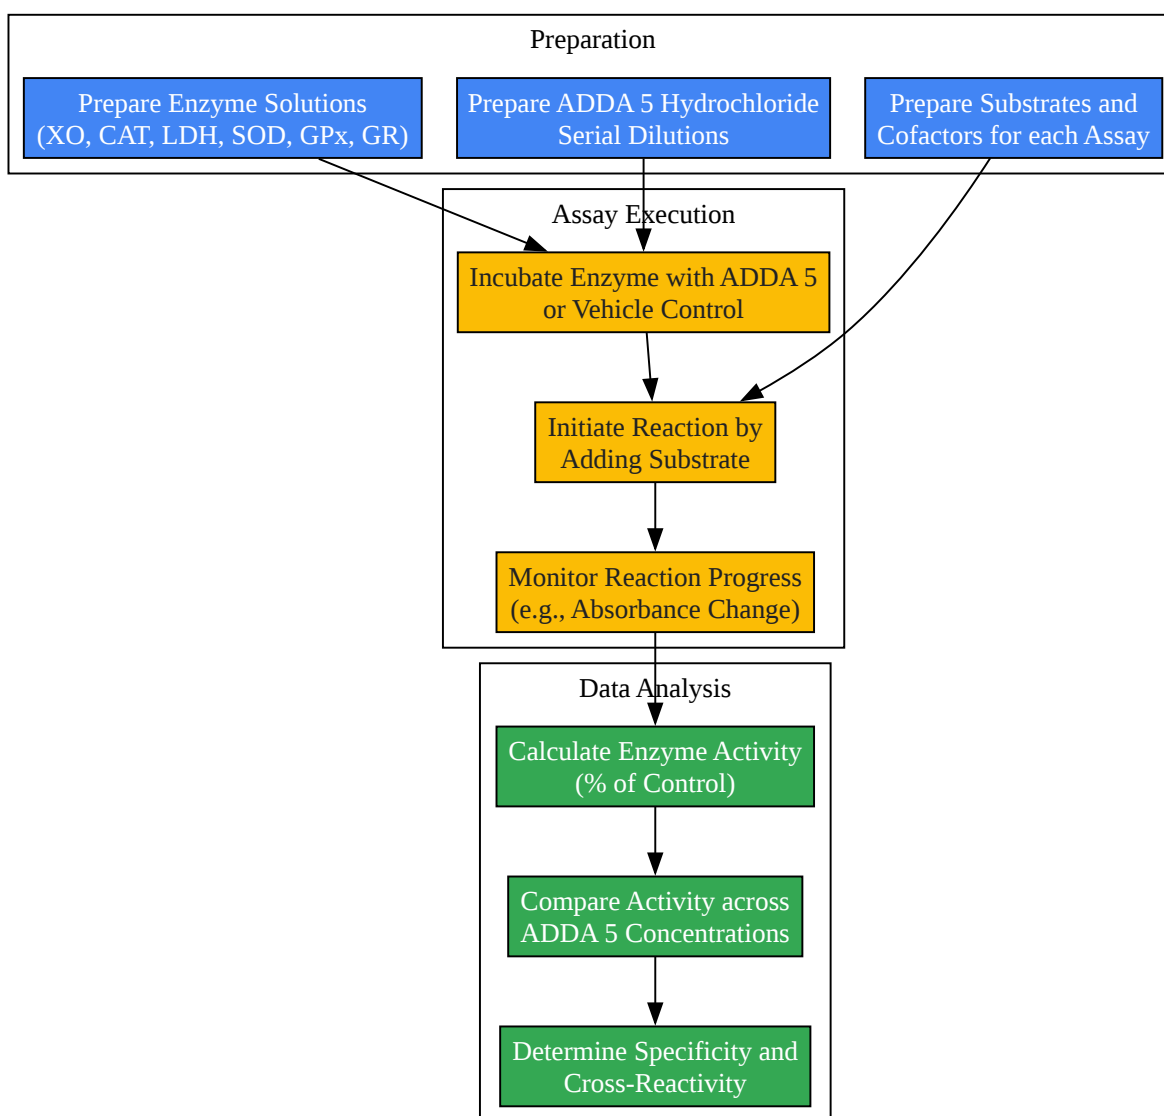 Preparation
Prepare Enzyme Solutions
(XO, CAT, LDH, SOD, GPx, GR)
Prepare ADDA 5 Hydrochloride
Serial Dilutions
Prepare Substrates and
Cofactors for each Assay
Assay Execution
Incubate Enzyme with ADDA 5
or Vehicle Control
Initiate Reaction by
Adding Substrate
Monitor Reaction Progress
(e.g., Absorbance Change)
Data Analysis
Calculate Enzyme Activity
(% of Control)
Compare Activity across
ADDA 5 Concentrations
Determine Specificity and
Cross-Reactivity